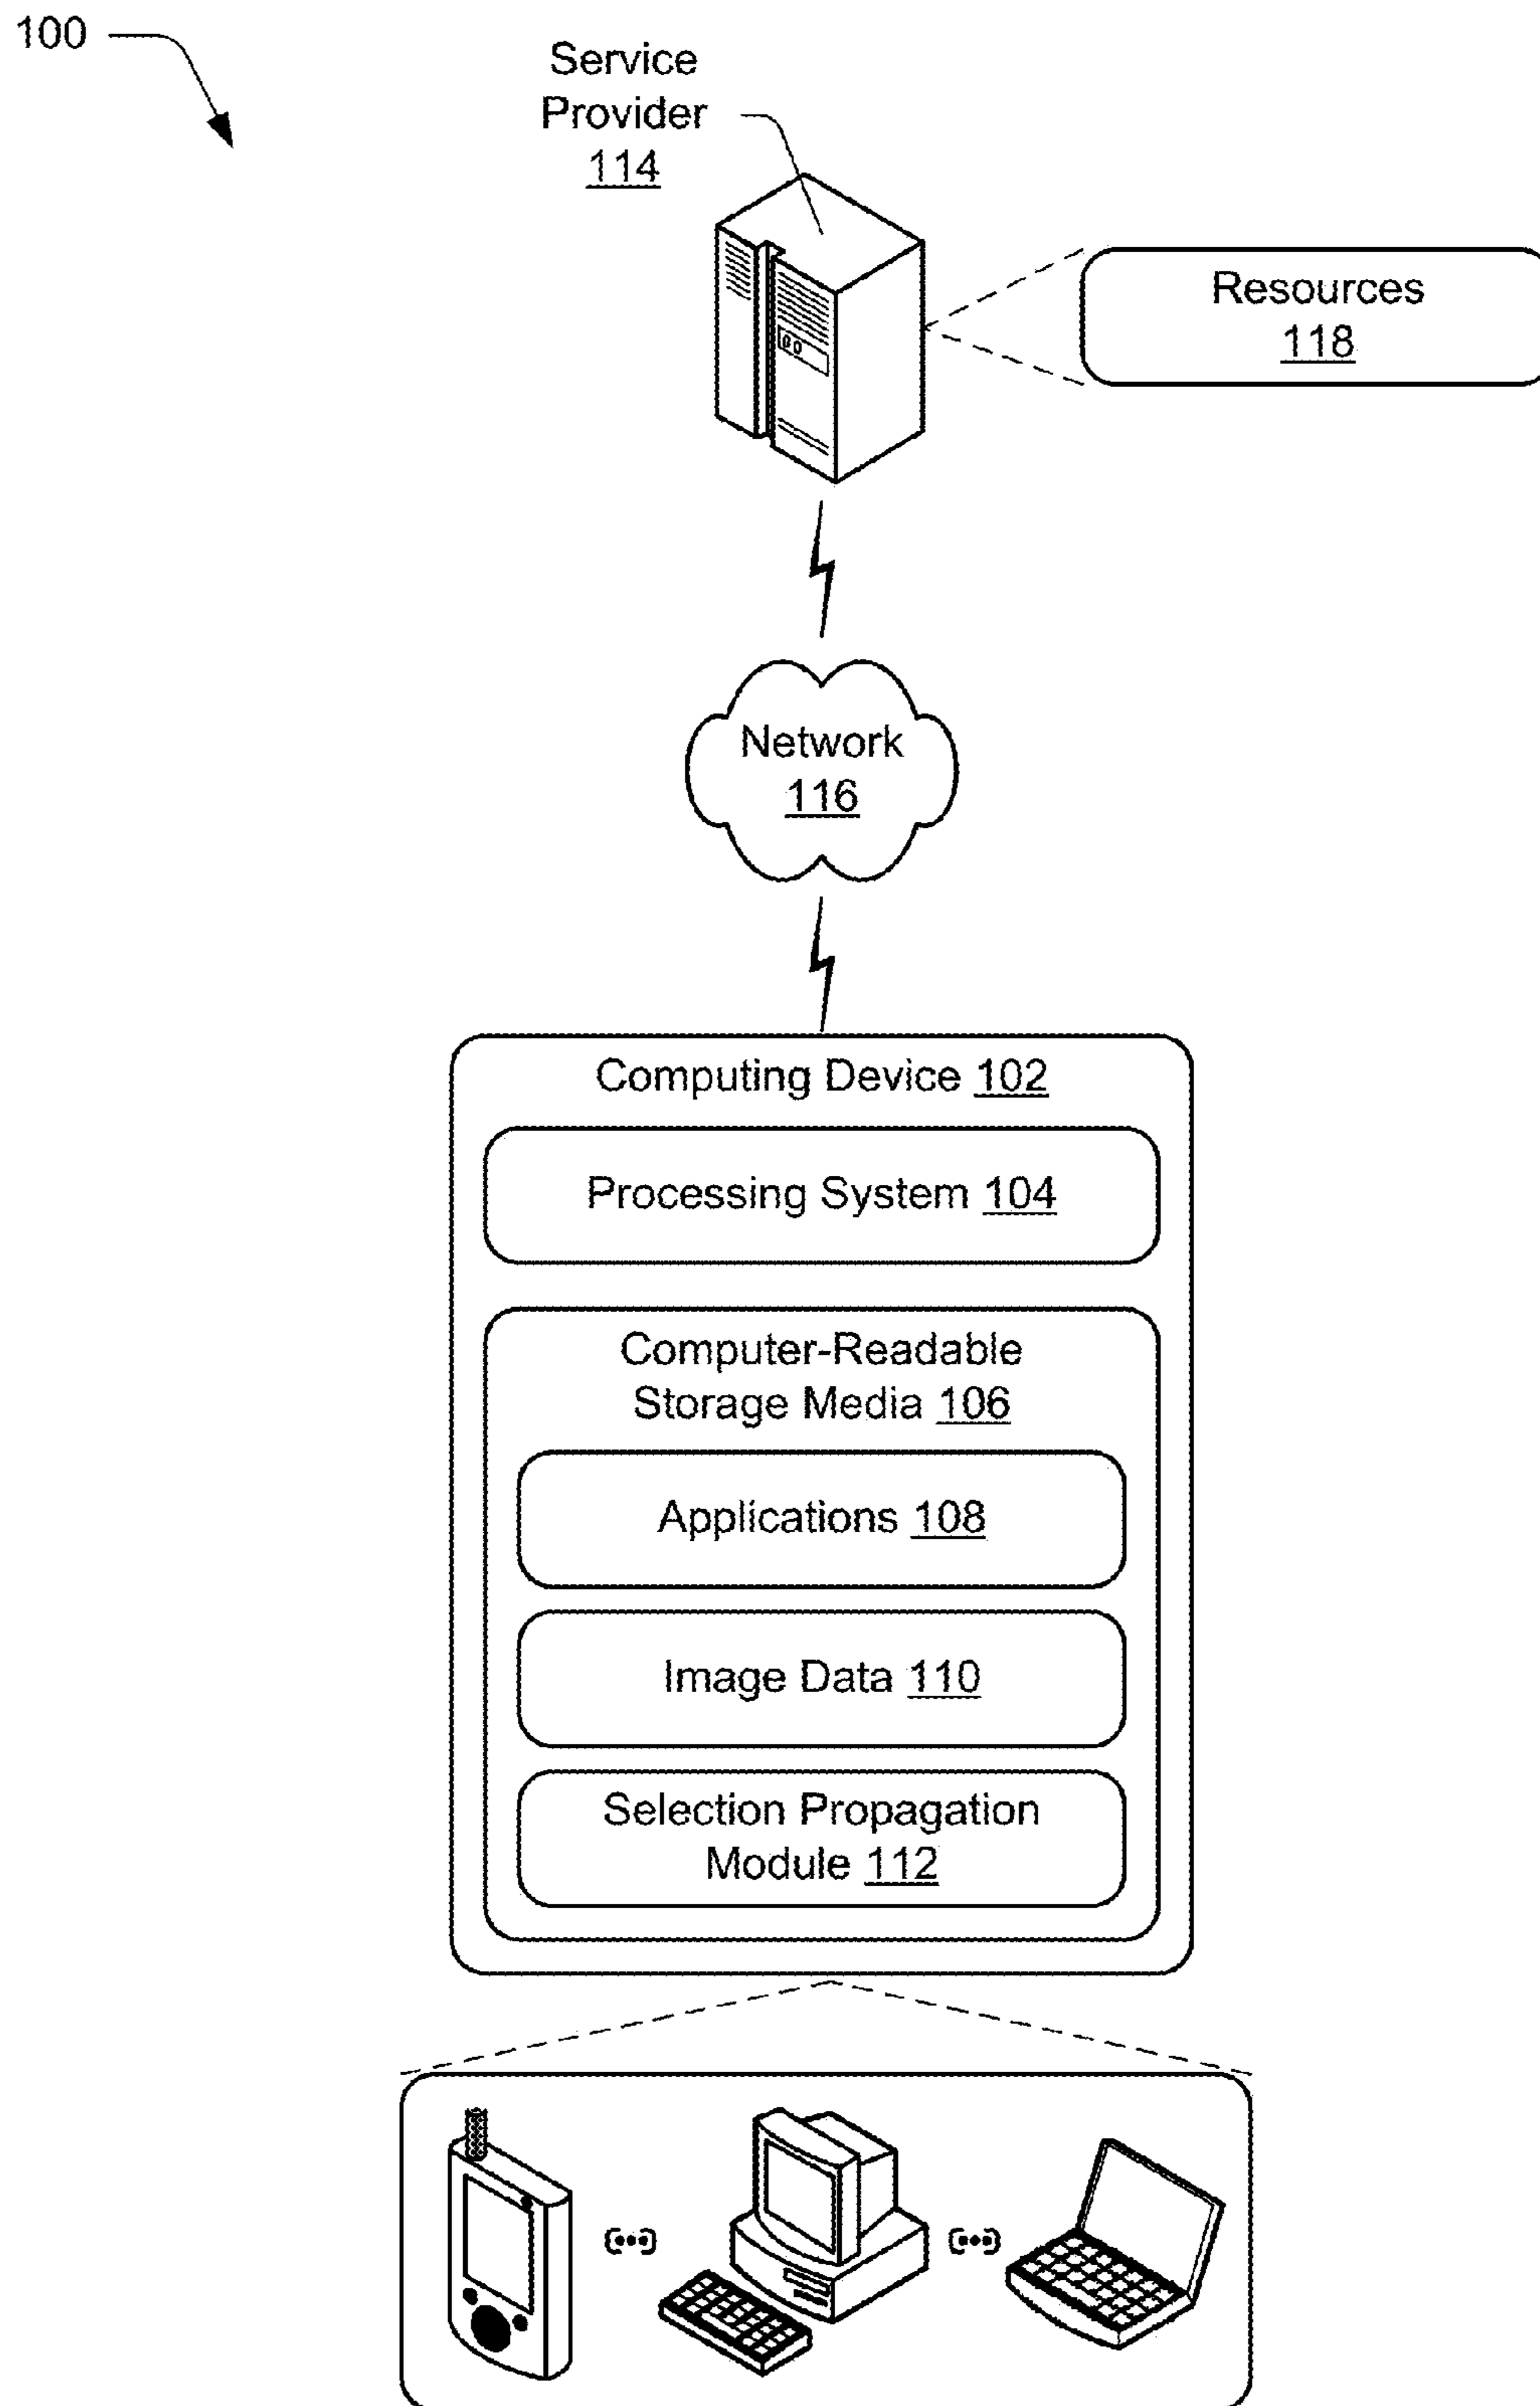 100
Service
Provider
114
Resources
118
Network
116
Computing Device 102
Processing System 104
Computer-Readable
Storage Media 106
Applications 108
Image Data 110
Selection Propagation
Module 112